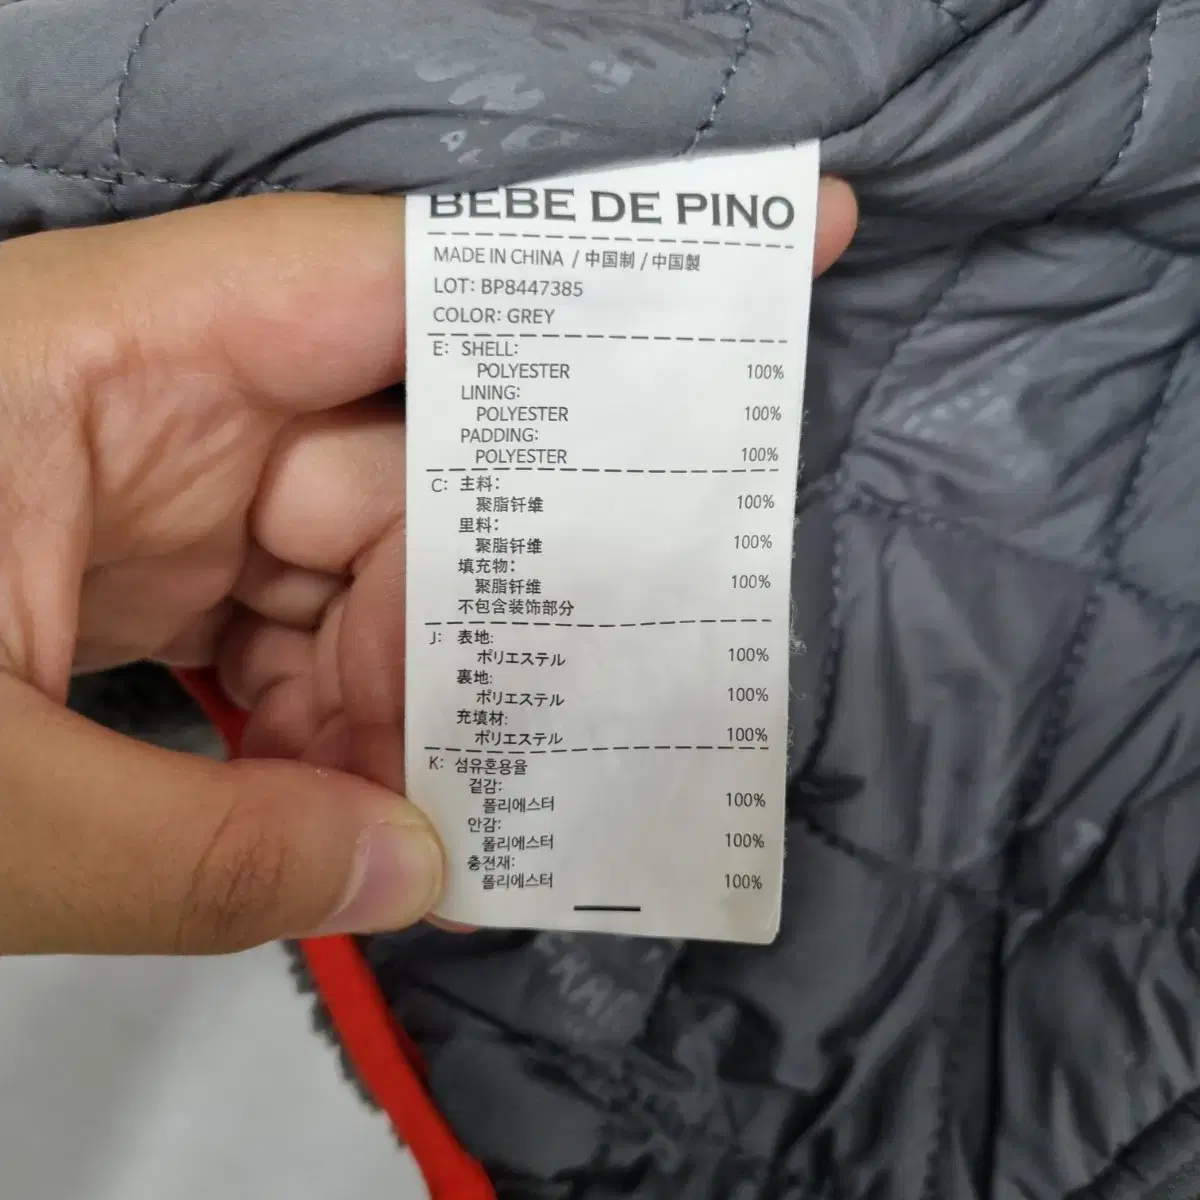 BEBE DE PINO
MADE IN CHINA / 中国制 / 中国製
LOT: BP8447385
COLOR: GREY
E: SHELL:
POLYESTER 100%
LINING:
POLYESTER 100%
PADDING:
POLYESTER 100%
C: 主料:
聚脂钎维 100%
里料:
聚脂钎维 100%
填充物:
聚脂钎维 100%
不包含装饰部分
J: 表地:
ポリエステル 100%
裏地:
ポリエステル 100%
充填材:
ポリエステル 100%
K: 섬유혼용율
겉감:
폴리에스터 100%
안감:
폴리에스터 100%
충전재:
폴리에스터 100%